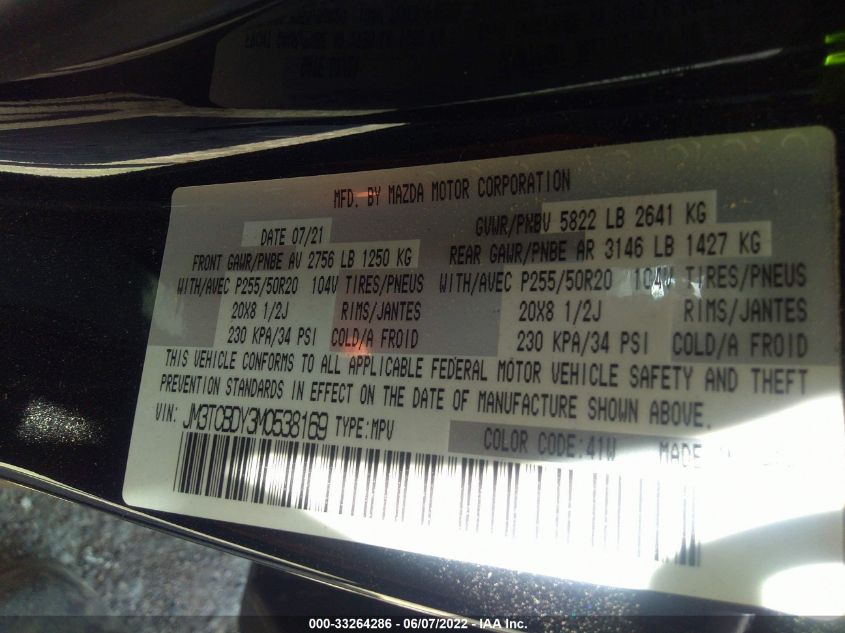 MFD. BY MAZDA MOTOR CORPORATION
DATE 07/21
GVWR/PNBV 5822 LB 2641 KG
FRONT GAWR/PNBE AV 2756 LB 1250 KG
REAR GAWR/PNBE AR 3146 LB 1427 KG
WITH/AVEC P255/50R20 104V TIRES/PNEUS
WITH/AVEC P255/50R20 104V TIRES/PNEUS
20X8 1/2J RIMS/JANTES
20X8 1/2J RIMS/JANTES
230 KPA/34 PSI COLD/A FROID
230 KPA/34 PSI COLD/A FROID
THIS VEHICLE CONFORMS TO ALL APPLICABLE FEDERAL MOTOR VEHICLE SAFETY AND THEFT
PREVENTION STANDARDS IN EFFECT ON THE DATE OF MANUFACTURE SHOWN ABOVE.
VIN: JM3TCBDY3M0538169 TYPE:MPV
COLOR CODE:41W MADE
000-33264286 - 06/07/2022 - IAA Inc.